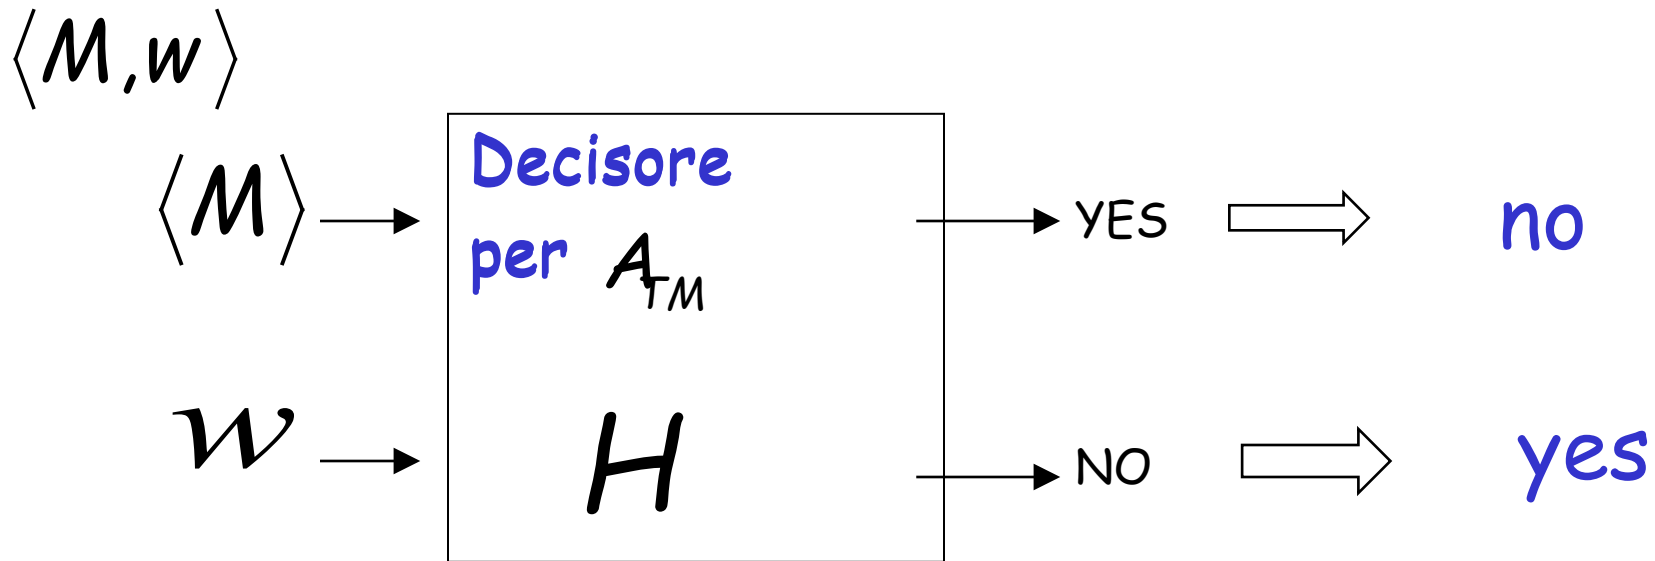 ⟨M,w⟩
Decisore
⟨M⟩ YES no
per A_TM
w H NO yes